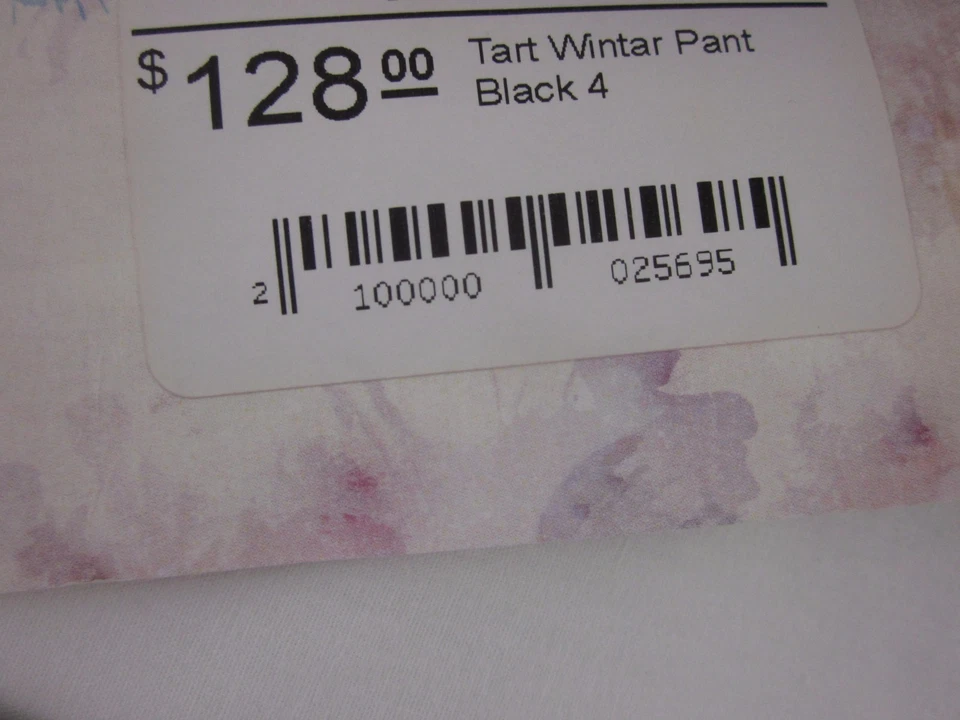 $128.00 Tart Wintar Pant
Black 4
2 100000 025695